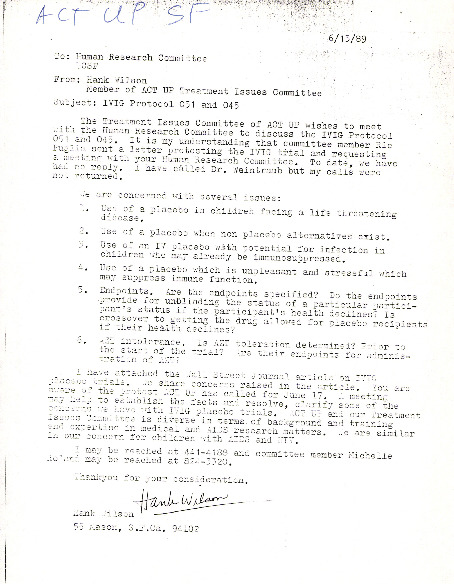 ACT UP SF
6/15/89
To: Human Research Committee
UCSF
From: Hank Wilson
Member of ACT UP Treatment Issues Committee
Subject: IVIG Protocol 051 and 045
The Treatment Issues Committee of ACT UP wishes to meet
with the Human Research Committee to discuss the IVIG Protocol
051 and 045. It is my understanding that committee member Ric
sent a letter protesting the IVIG trial and requesting
a meeting with your Human Research Committee. To date, we have
had no reply. I have called Dr. Weintraub but my calls were
not returned.
We are concerned with several issues:
1. Use of a placebo in children facing a life threatening
disease.
2. Use of a placebo when non placebo alternatives exist.
3. Use of an IV placebo with potential for infection in
children who may already be immunosuppressed.
4. Use of a placebo which is unpleasant and stressful which
may suppress immune function.
5. Endpoints. Are the endpoints specified? Do the endpoints
provide for unblinding the status of a particular partici-
pant's status if the participant's health declines? Is
crossover to getting the drug allowed for placebo recipients
if their health declines?
6. AZT intolerance. Is AZT toleration determined? Prior to
the start of the trial? Are their endpoints for adminis-
tration of AZT?
I have attached the Wall Street Journal article on IVIG
placebo trials. We share concerns raised in the article. You are
aware of the protest ACT UP has called for June 17. A meeting
may help to establish the facts and resolve, clarify some of the
concerns we have with IVIG placebo trials. ACT UP and our Treatment
Issues Committee is diverse in terms of background and training
and expertise in medical and AIDS research matters. We are similar
in our concern for children with AIDS and HIV.
I may be reached at 441-4188 and committee member Michelle
Roland may be reached at
Thankyou for your consideration.
Hank Wilson
Hank Wilson
55 Mason, S.F.Ca. 94102